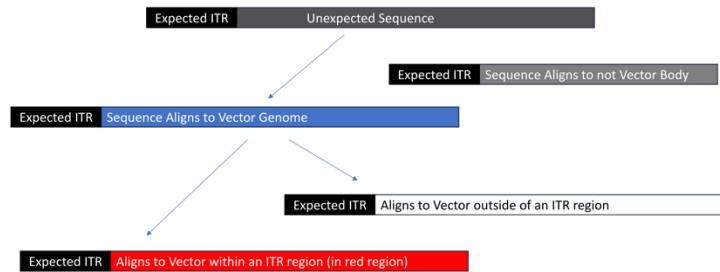 Expected ITR Unexpected Sequence
Expected ITR Sequence Aligns to not Vector Body
Expected ITR Sequence Aligns to Vector Genome
Expected ITR Aligns to Vector outside of an ITR region
Expected ITR Aligns to Vector within an ITR region (in red region)